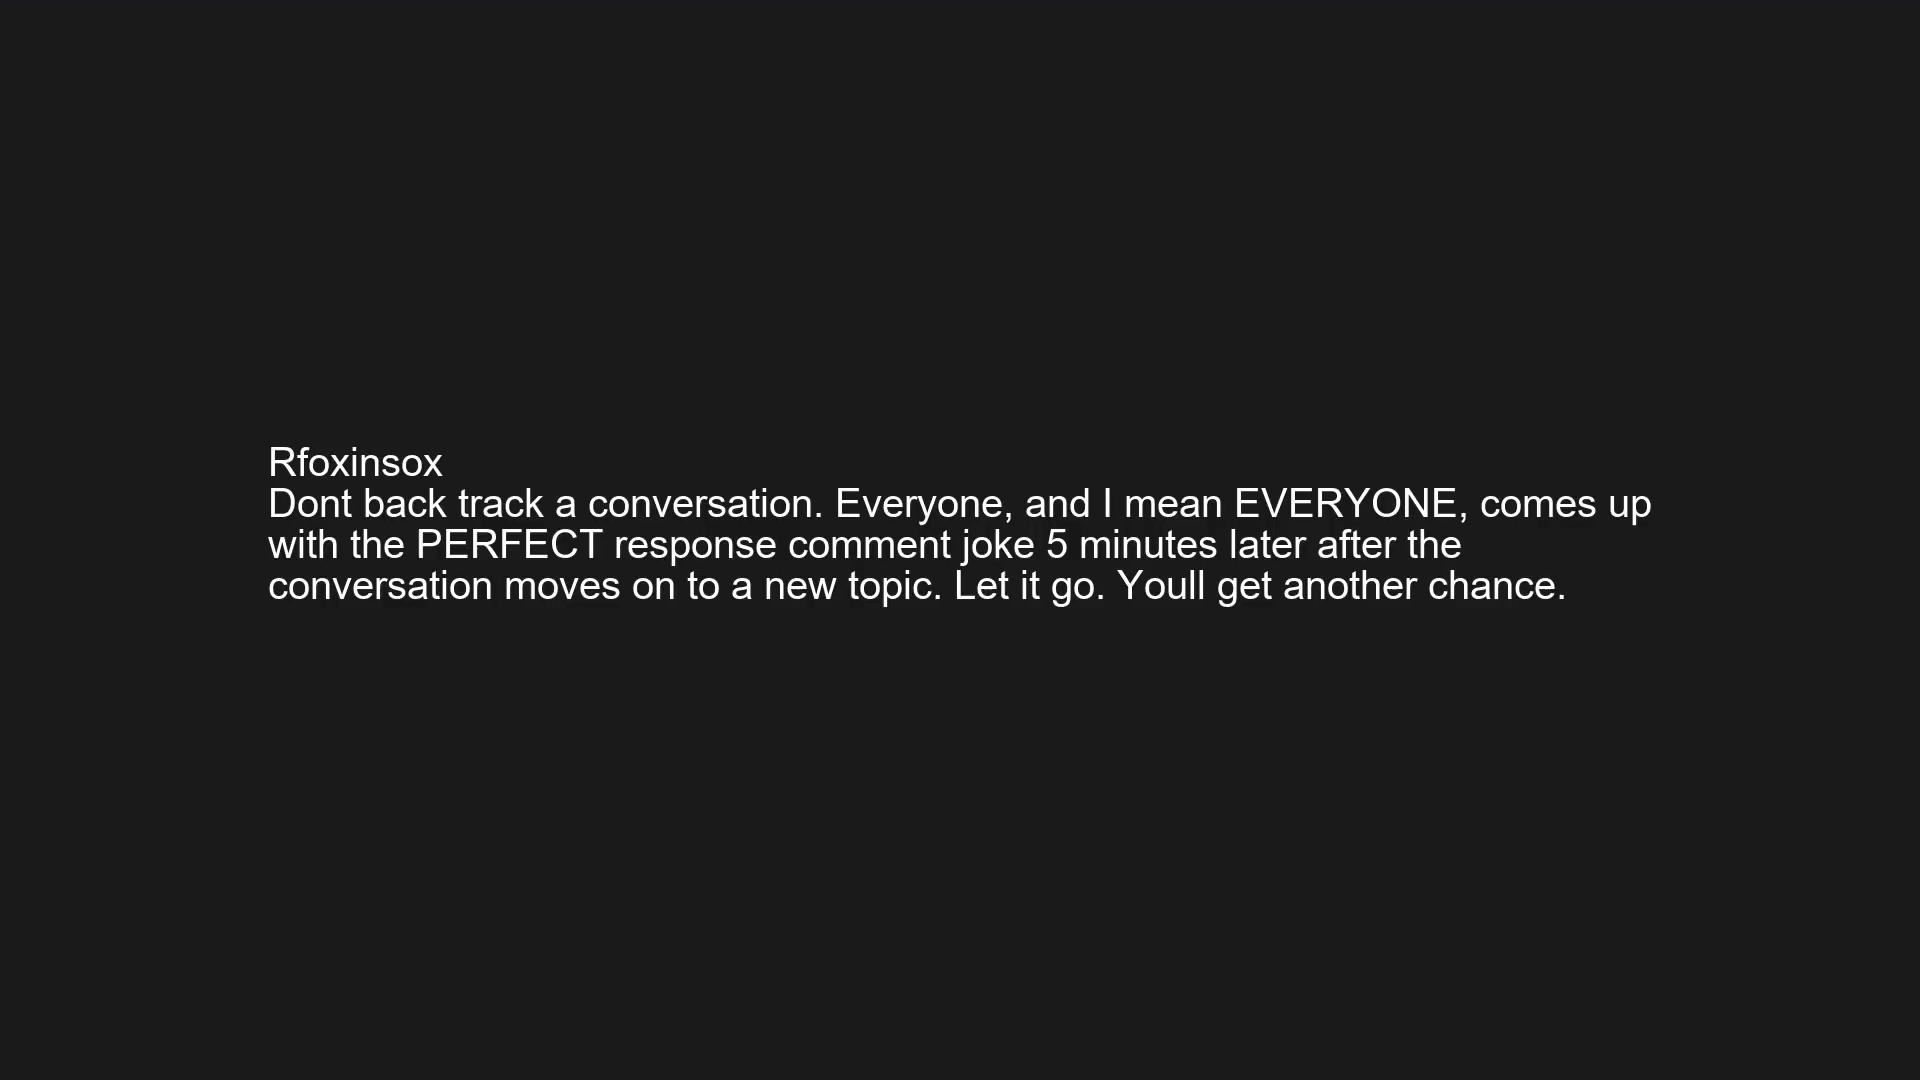 Rfoxinsox
Dont back track a conversation. Everyone, and I mean EVERYONE, comes up
with the PERFECT response comment joke 5 minutes later after the
conversation moves on to a new topic. Let it go. Youll get another chance.